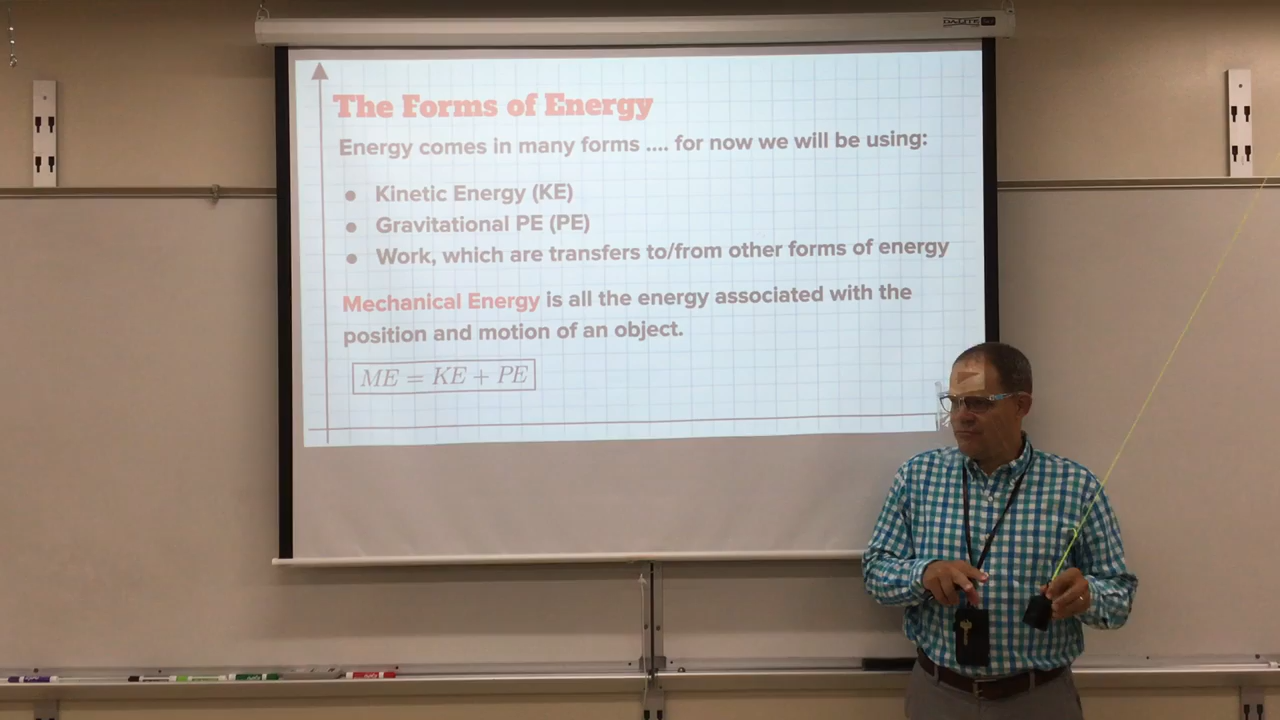 DA-LITE
The Forms of Energy
Energy comes in many forms .... for now we will be using:
● Kinetic Energy (KE)
● Gravitational PE (PE)
● Work, which are transfers to/from other forms of energy
Mechanical Energy is all the energy associated with the
position and motion of an object.
ME = KE + PE